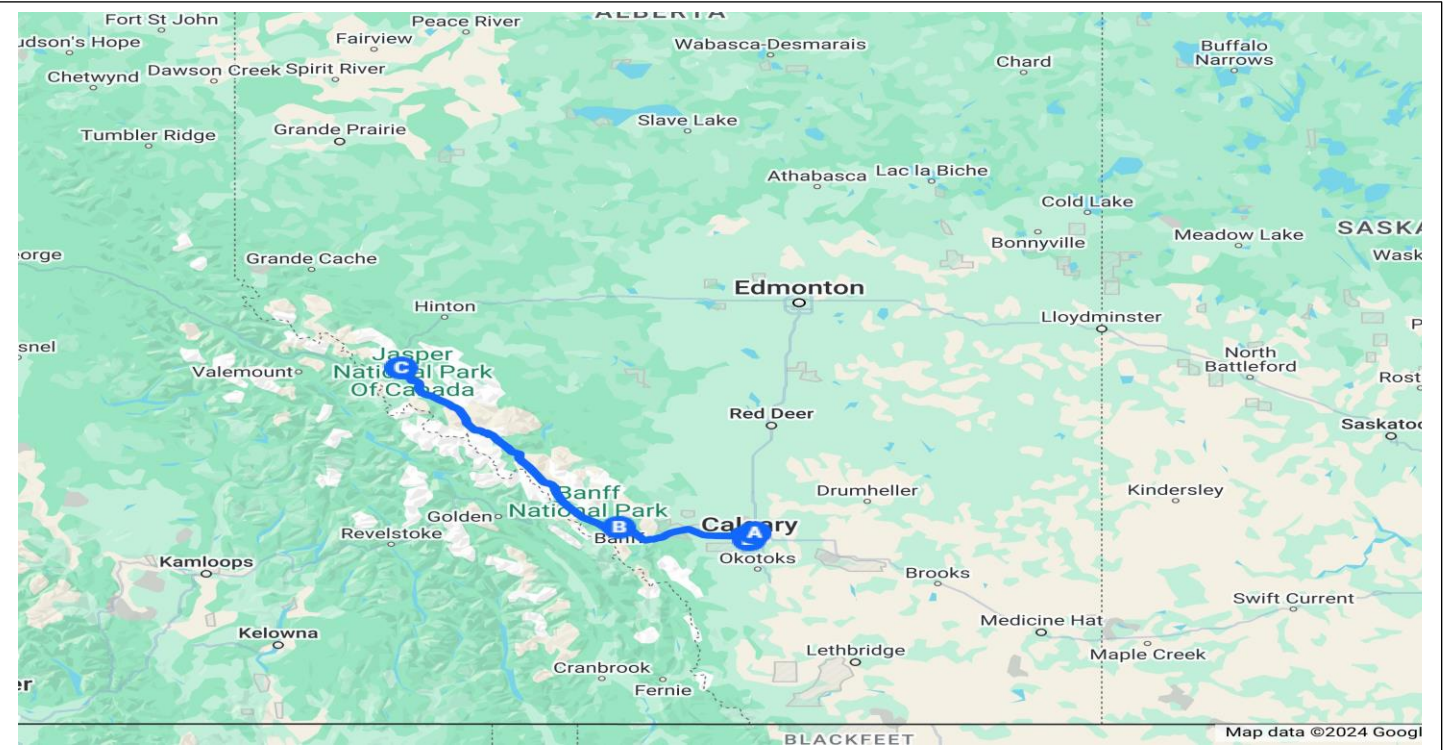 Fort St John
Peace River
ALBERTA
udson's Hope
Fairview
Wabasca-Desmarais
Buffalo
Narrows
Chard
Chetwynd
Dawson Creek
Spirit River
Tumbler Ridge
Grande Prairie
Slave Lake
Athabasca
Lac la Biche
Cold Lake
Bonnyville
Meadow Lake
SASKA
Wask
orge
Grande Cache
Edmonton
Hinton
Lloydminster
P
snel
Jasper
National Park
Of Canada
C
Valemount
North
Battleford
Rost
Red Deer
Saskatoo
Banff
National Park
Drumheller
Kindersley
Golden
Revelstoke
B
Banff
Calgary
A
Okotoks
Kamloops
Brooks
Swift Current
Medicine Hat
Kelowna
Lethbridge
Maple Creek
Cranbrook
Fernie
er
BLACKFEET
Map data ©2024 Googl